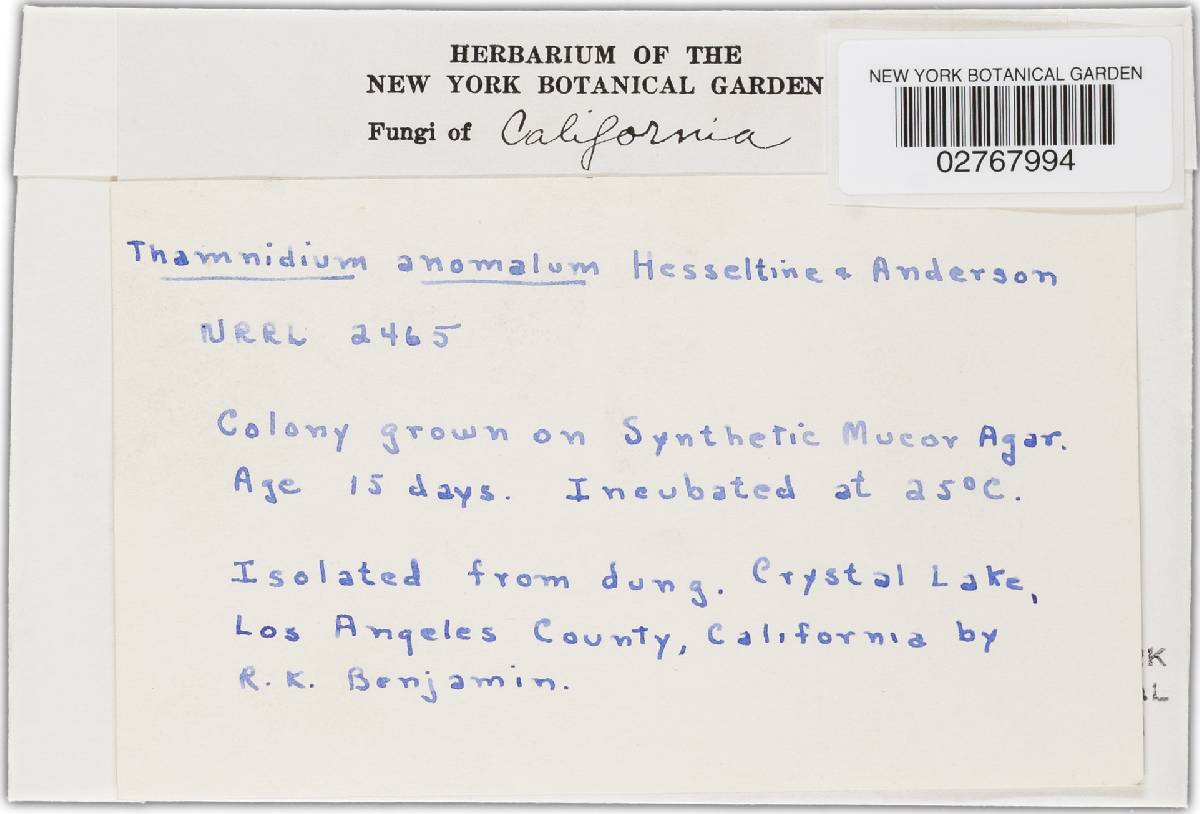 HERBARIUM OF THE
NEW YORK BOTANICAL GARDEN
Fungi of California
NEW YORK BOTANICAL GARDEN
02767994
Thamnidium anomalum Hesseltine & Anderson
NRRL 2465
Colony grown on Synthetic Mucor Agar.
Age 15 days. Incubated at 25°C.
Isolated from dung. Crystal Lake,
Los Angeles County, California by
R.K. Benjamin.